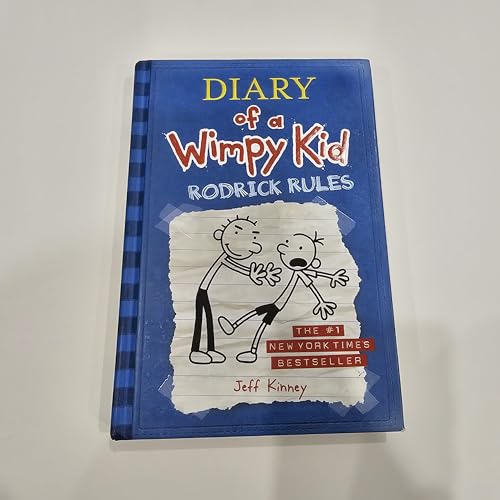 DIARY
of a
Wimpy Kid
RODRICK RULES
THE #1
NEW YORK TIMES
BESTSELLER
Jeff Kinney